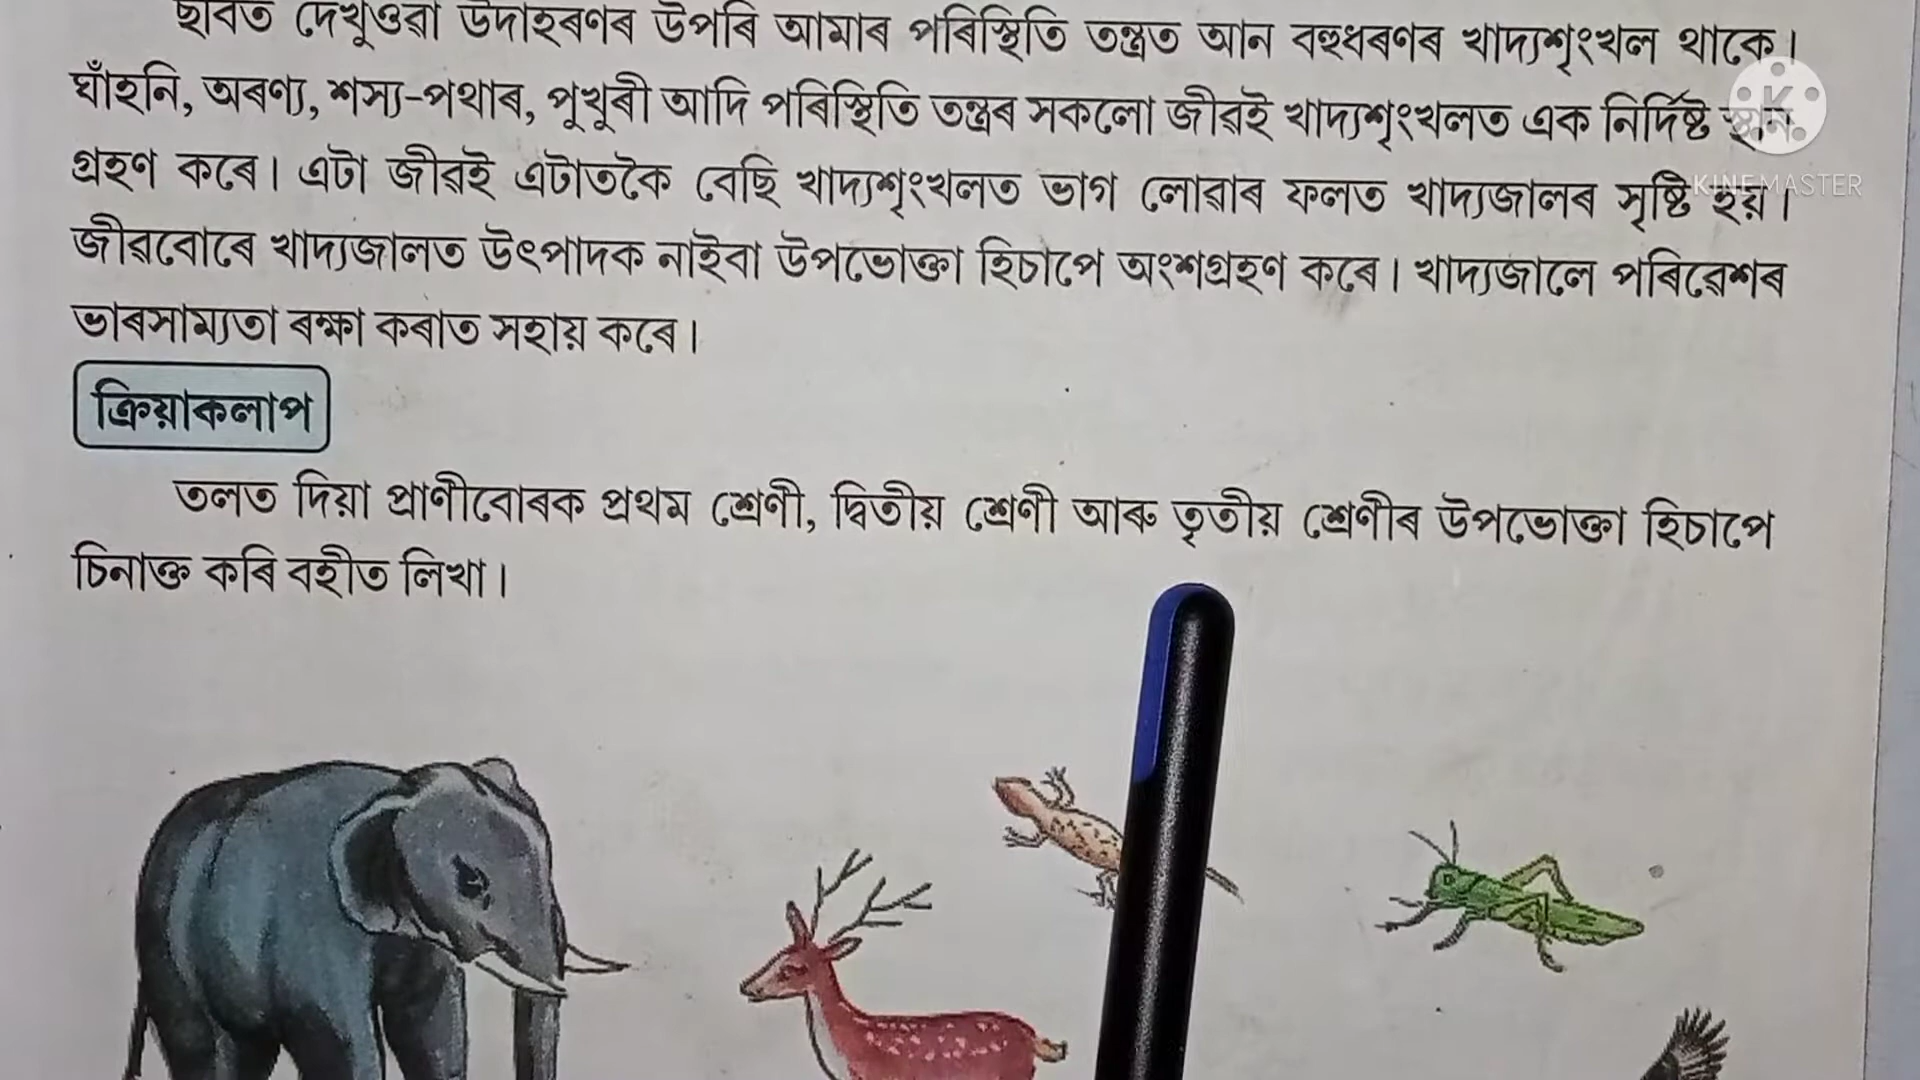 ছবিত দেখুওৱা উদাহৰণৰ উপৰি আমাৰ পৰিস্থিতি তন্ত্ৰত আন বহুধৰণৰ খাদ্যশৃংখল থাকে।
ঘাঁহনি, অৰণ্য, শস্য-পথাৰ, পুখুৰী আদি পৰিস্থিতি তন্ত্ৰৰ সকলো জীৱই খাদ্যশৃংখলত এক নিৰ্দিষ্ট স্থান
গ্ৰহণ কৰে। এটা জীৱই এটাতকৈ বেছি খাদ্যশৃংখলত ভাগ লোৱাৰ ফলত খাদ্যজালৰ সৃষ্টি হয়।
KINEMASTER
জীৱবোৰে খাদ্যজালত উৎপাদক নাইবা উপভোক্তা হিচাপে অংশগ্ৰহণ কৰে। খাদ্যজালে পৰিৱেশৰ
ভাৰসাম্যতা ৰক্ষা কৰাত সহায় কৰে।
ক্ৰিয়াকলাপ
তলত দিয়া প্ৰাণীবোৰক প্ৰথম শ্ৰেণী, দ্বিতীয় শ্ৰেণী আৰু তৃতীয় শ্ৰেণীৰ উপভোক্তা হিচাপে
চিনাক্ত কৰি বহীত লিখা।